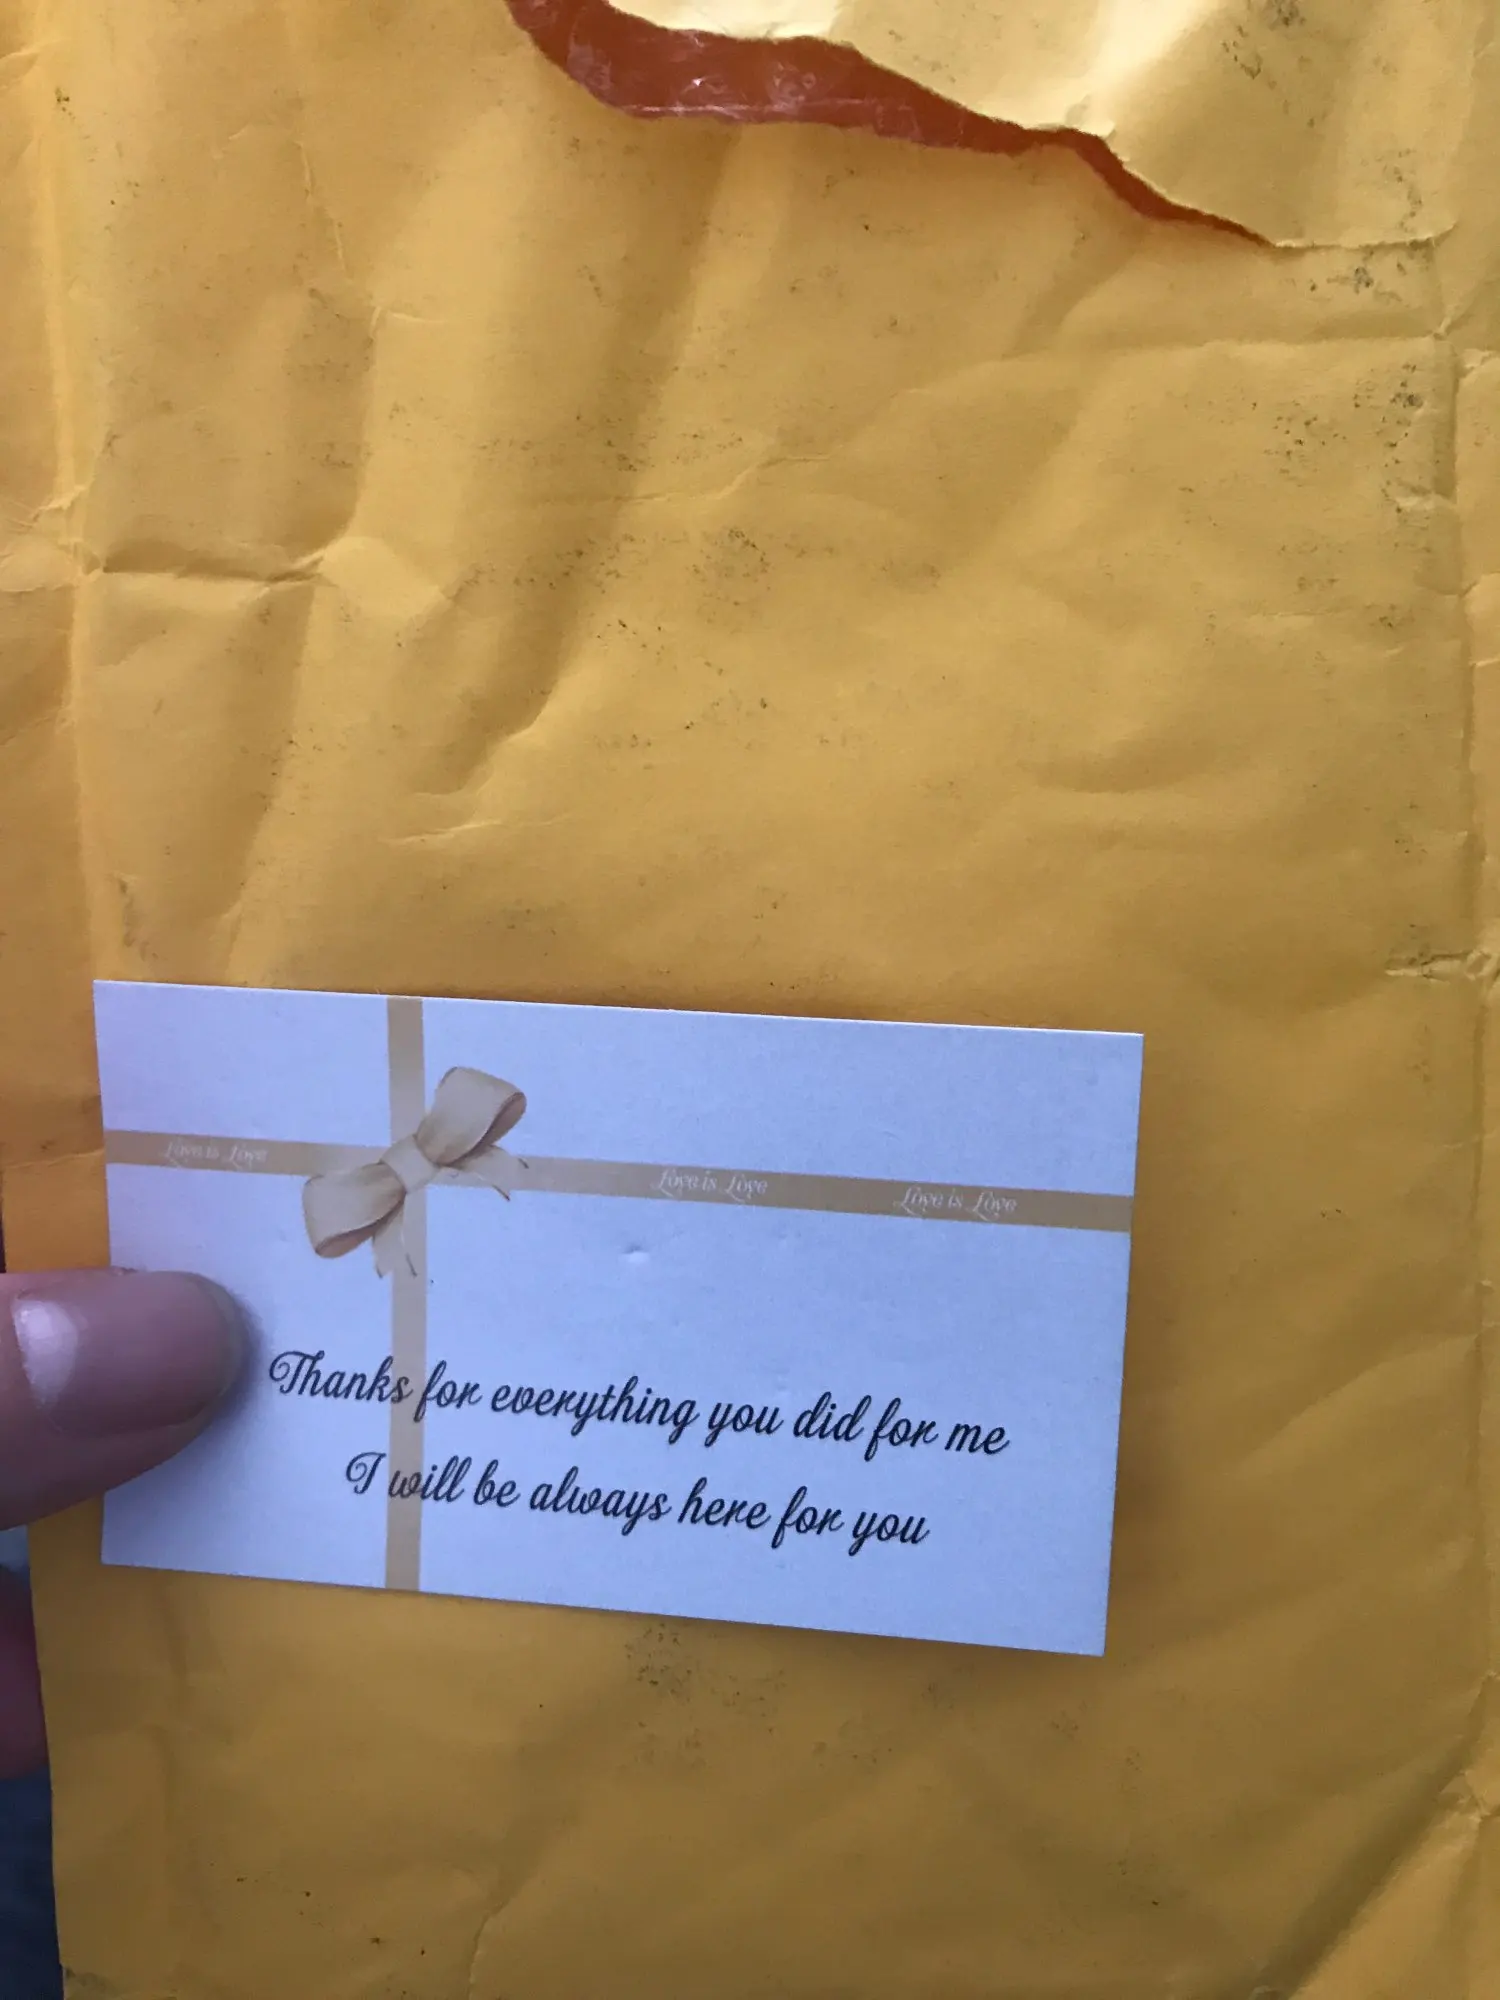 Love is Love Love is Love Love is Love
Thanks for everything you did for me
I will be always here for you